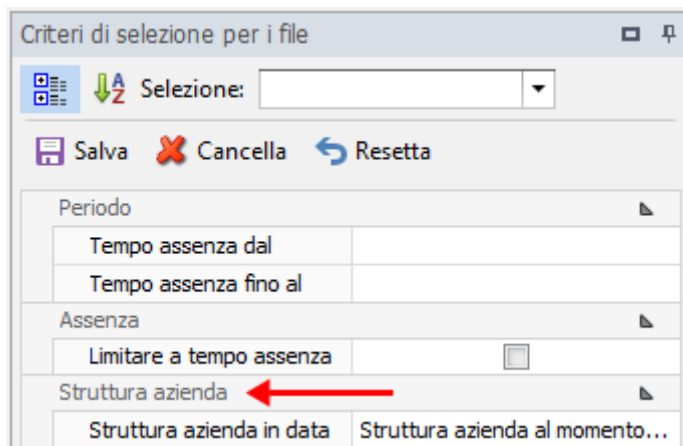 Criteri di selezione per i file
Selezione:
Salva Cancella Resetta
Periodo
Tempo assenza dal
Tempo assenza fino al
Assenza
Limitare a tempo assenza
Struttura azienda
Struttura azienda in data Struttura azienda al momento...